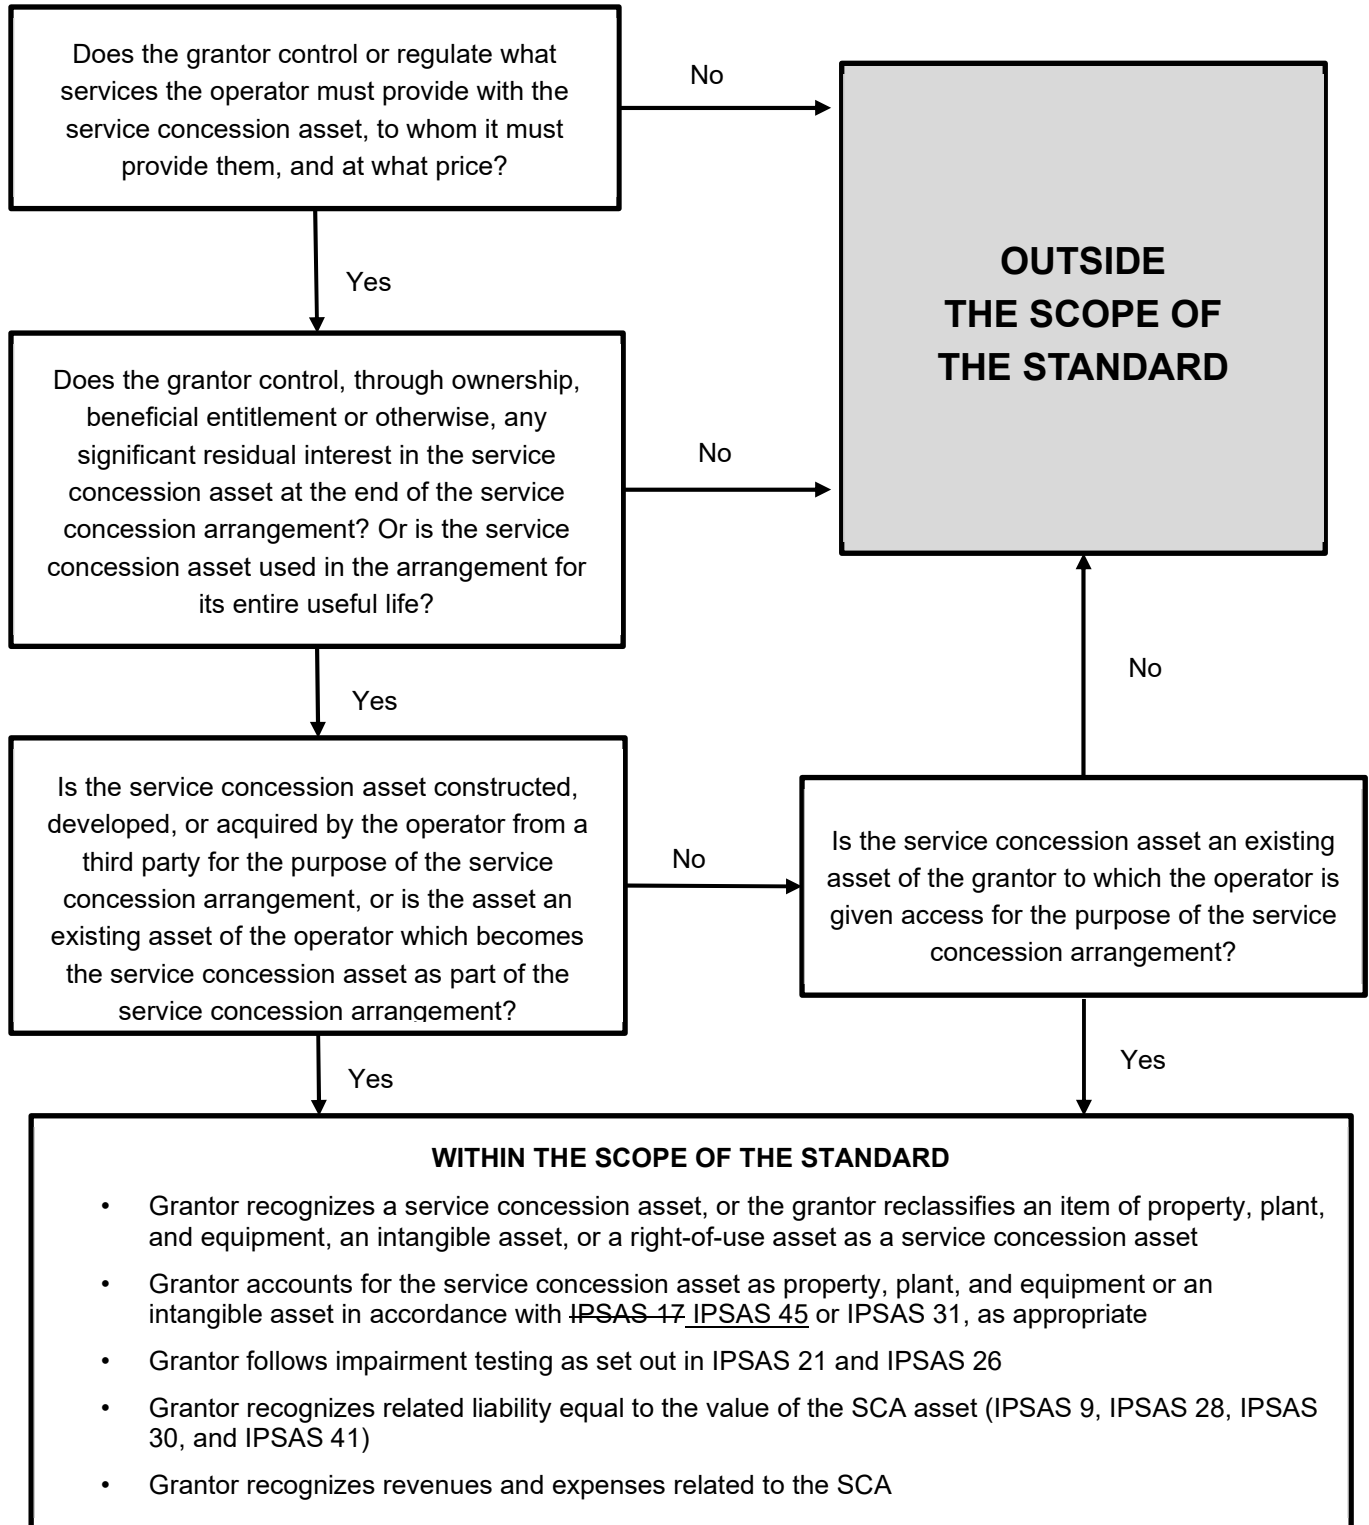 Does the grantor control or regulate what
services the operator must provide with the
service concession asset, to whom it must
provide them, and at what price?
No
OUTSIDE
THE SCOPE OF
THE STANDARD
Yes
Does the grantor control, through ownership,
beneficial entitlement or otherwise, any
significant residual interest in the service
concession asset at the end of the service
concession arrangement? Or is the service
concession asset used in the arrangement for
its entire useful life?
No
No
Yes
Is the service concession asset constructed,
developed, or acquired by the operator from a
third party for the purpose of the service
concession arrangement, or is the asset an
existing asset of the operator which becomes
the service concession asset as part of the
service concession arrangement?
No
Is the service concession asset an existing
asset of the grantor to which the operator is
given access for the purpose of the service
concession arrangement?
Yes
Yes
WITHIN THE SCOPE OF THE STANDARD
• Grantor recognizes a service concession asset, or the grantor reclassifies an item of property, plant,
and equipment, an intangible asset, or a right-of-use asset as a service concession asset
• Grantor accounts for the service concession asset as property, plant, and equipment or an
intangible asset in accordance with IPSAS 17 IPSAS 45 or IPSAS 31, as appropriate
• Grantor follows impairment testing as set out in IPSAS 21 and IPSAS 26
• Grantor recognizes related liability equal to the value of the SCA asset (IPSAS 9, IPSAS 28, IPSAS
30, and IPSAS 41)
• Grantor recognizes revenues and expenses related to the SCA